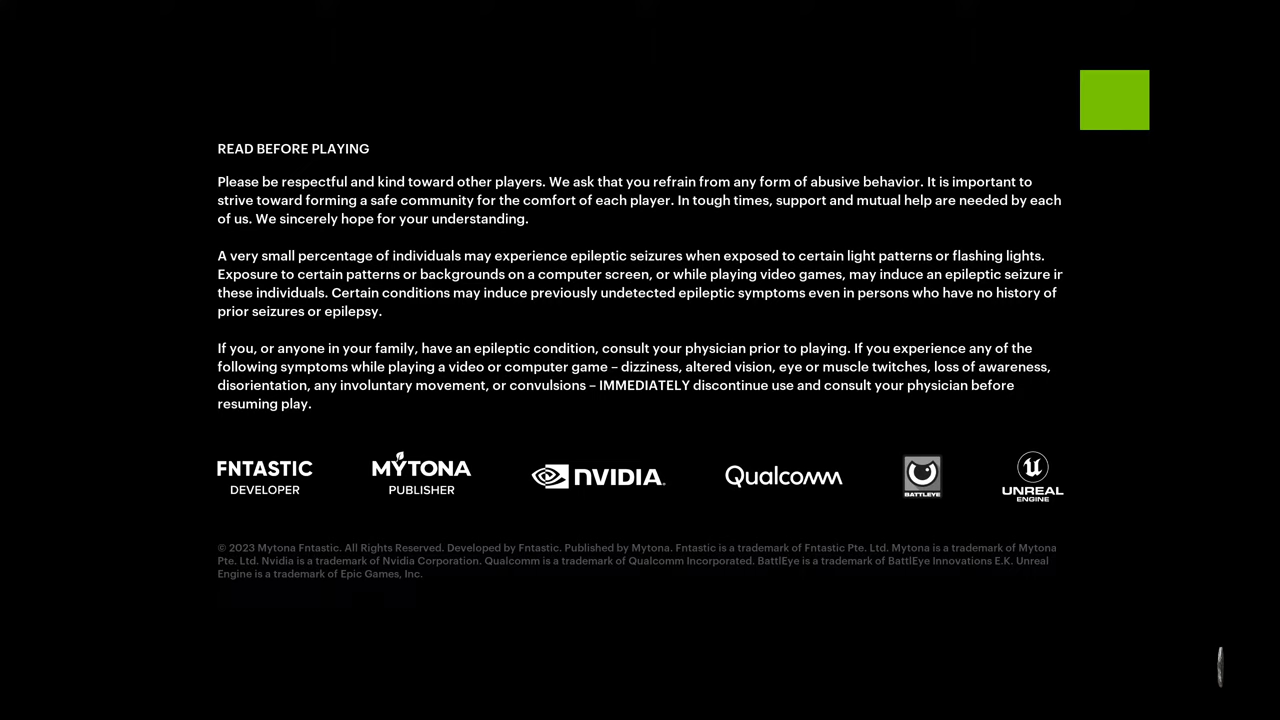 READ BEFORE PLAYING
Please be respectful and kind toward other players. We ask that you refrain from any form of abusive behavior. It is important to
strive toward forming a safe community for the comfort of each player. In tough times, support and mutual help are needed by each
of us. We sincerely hope for your understanding.
A very small percentage of individuals may experience epileptic seizures when exposed to certain light patterns or flashing lights.
Exposure to certain patterns or backgrounds on a computer screen, or while playing video games, may induce an epileptic seizure ir
these individuals. Certain conditions may induce previously undetected epileptic symptoms even in persons who have no history of
prior seizures or epilepsy.
If you, or anyone in your family, have an epileptic condition, consult your physician prior to playing. If you experience any of the
following symptoms while playing a video or computer game – dizziness, altered vision, eye or muscle twitches, loss of awareness,
disorientation, any involuntary movement, or convulsions – IMMEDIATELY discontinue use and consult your physician before
resuming play.
FNTASTIC MYTONA NVIDIA. Qualcomm BATTLEYE UNREAL
DEVELOPER PUBLISHER ENGINE
© 2023 Mytona Fntastic. All Rights Reserved. Developed by Fntastic. Published by Mytona. Fntastic is a trademark of Fntastic Pte. Ltd. Mytona is a trademark of Mytona
Pte. Ltd. Nvidia is a trademark of Nvidia Corporation. Qualcomm is a trademark of Qualcomm Incorporated. BattlEye is a trademark of BattlEye Innovations E.K. Unreal
Engine is a trademark of Epic Games, Inc.